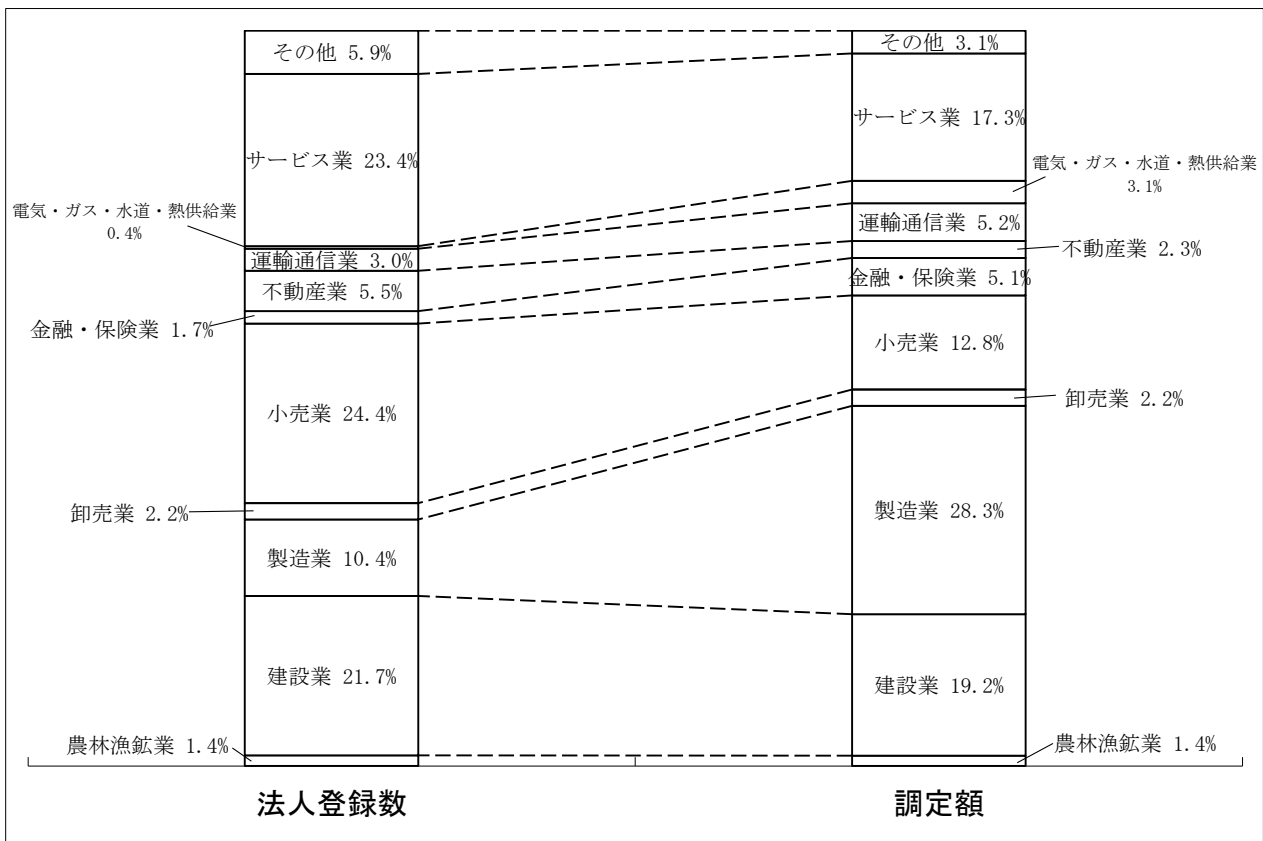 その他 5.9%
サービス業 23.4%
電気・ガス・水道・熱供給業
0.4%
運輸通信業 3.0%
不動産業 5.5%
金融・保険業 1.7%
小売業 24.4%
卸売業 2.2%
製造業 10.4%
建設業 21.7%
農林漁鉱業 1.4%
法人登録数
その他 3.1%
サービス業 17.3%
電気・ガス・水道・熱供給業
3.1%
運輸通信業 5.2%
不動産業 2.3%
金融・保険業 5.1%
小売業 12.8%
卸売業 2.2%
製造業 28.3%
建設業 19.2%
農林漁鉱業 1.4%
調定額